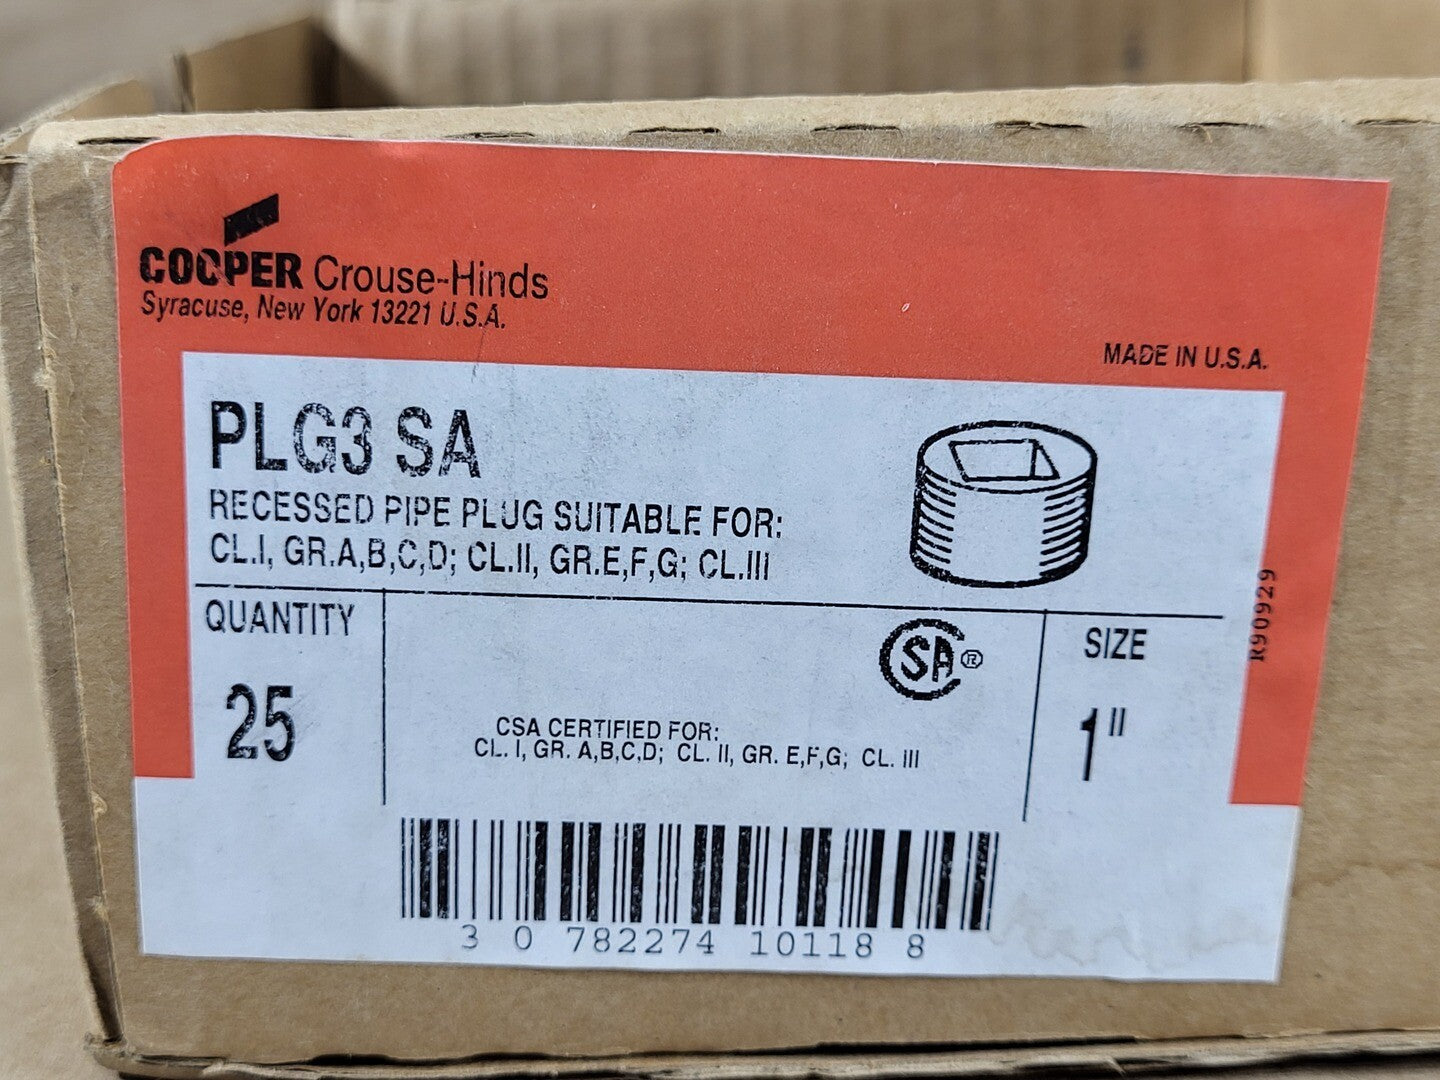 COOPER Crouse-Hinds
Syracuse, New York 13221 U.S.A.
MADE IN U.S.A.
PLG3 SA
RECESSED PIPE PLUG SUITABLE FOR:
CL.I, GR.A,B,C,D; CL.II, GR.E,F,G; CL.III
R90929
QUANTITY
25
SA®
CSA CERTIFIED FOR:
CL. I, GR. A,B,C,D; CL. II, GR. E,F,G; CL. III
SIZE
1"
3 0 782274 10118 8